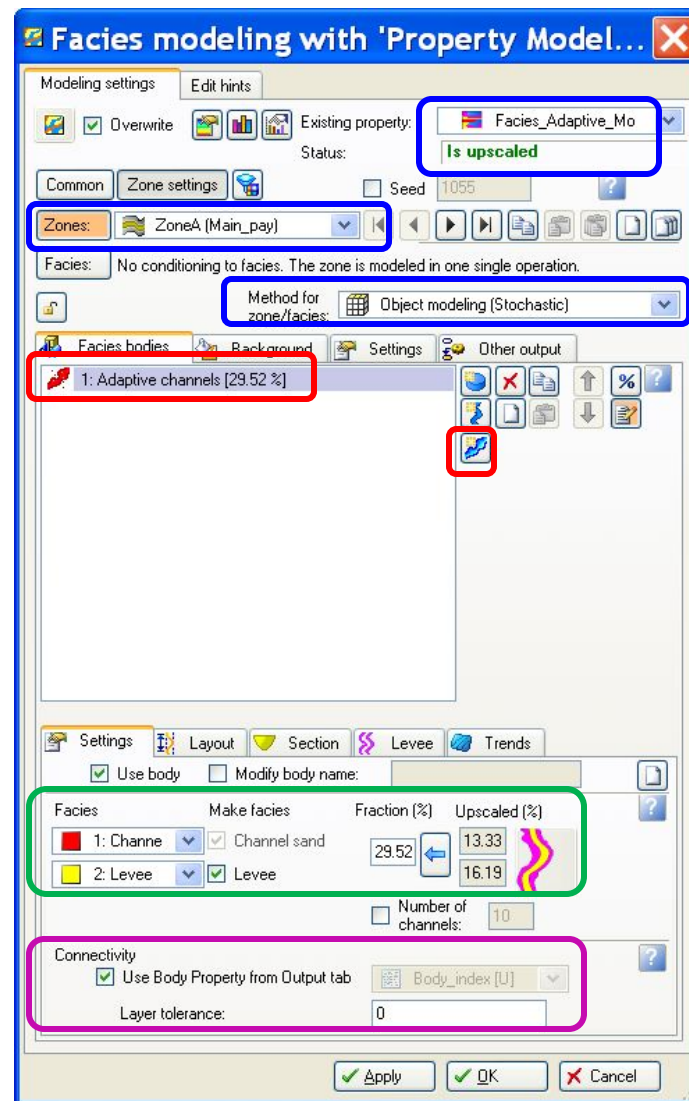 Facies modeling with 'Property Model...
Modeling settings Edit hints
Overwrite Existing property: Facies_Adaptive_Mo
Status: Is upscaled
Common Zone settings Seed 1055 ?
Zones: ZoneA (Main_pay)
Facies: No conditioning to facies. The zone is modeled in one single operation.
Method for
zone/facies: Object modeling (Stochastic)
Facies bodies Background Settings Other output
1: Adaptive channels [29.52 %] % ?
Settings Layout Section Levee Trends
Use body Modify body name:
Facies Make facies Fraction (%) Upscaled (%) ?
1: Channe Channel sand 29.52 13.33
2: Levee Levee 16.19
Number of
channels: 10
Connectivity ?
Use Body Property from Output tab Body_index [U]
Layer tolerance: 0
Apply OK Cancel